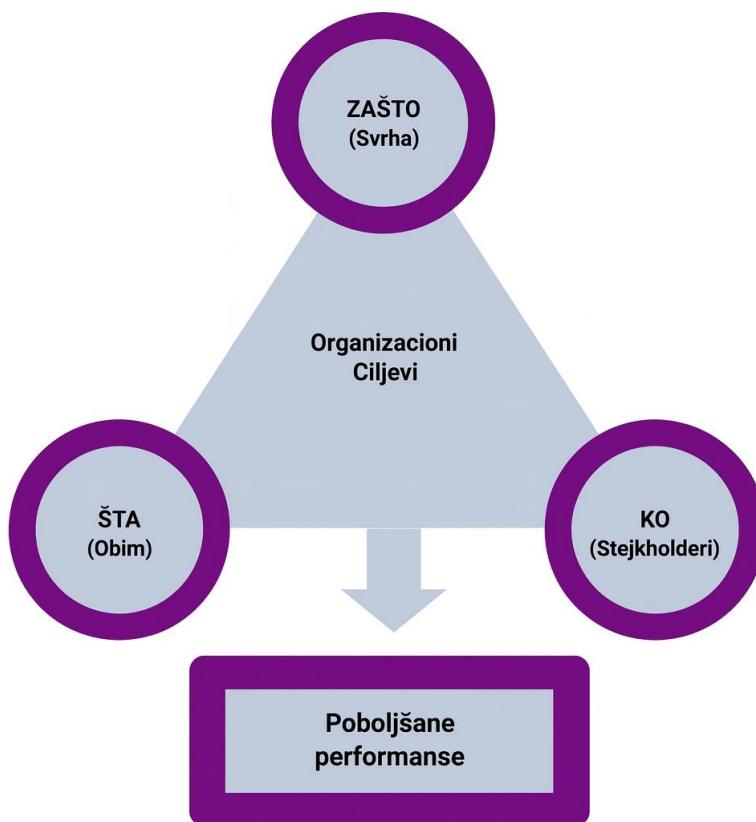 ZAŠTO
(Svrha)
Organizacioni
Ciljevi
ŠTA
(Obim)
KO
(Stejkholderi)
Poboljšane
performanse